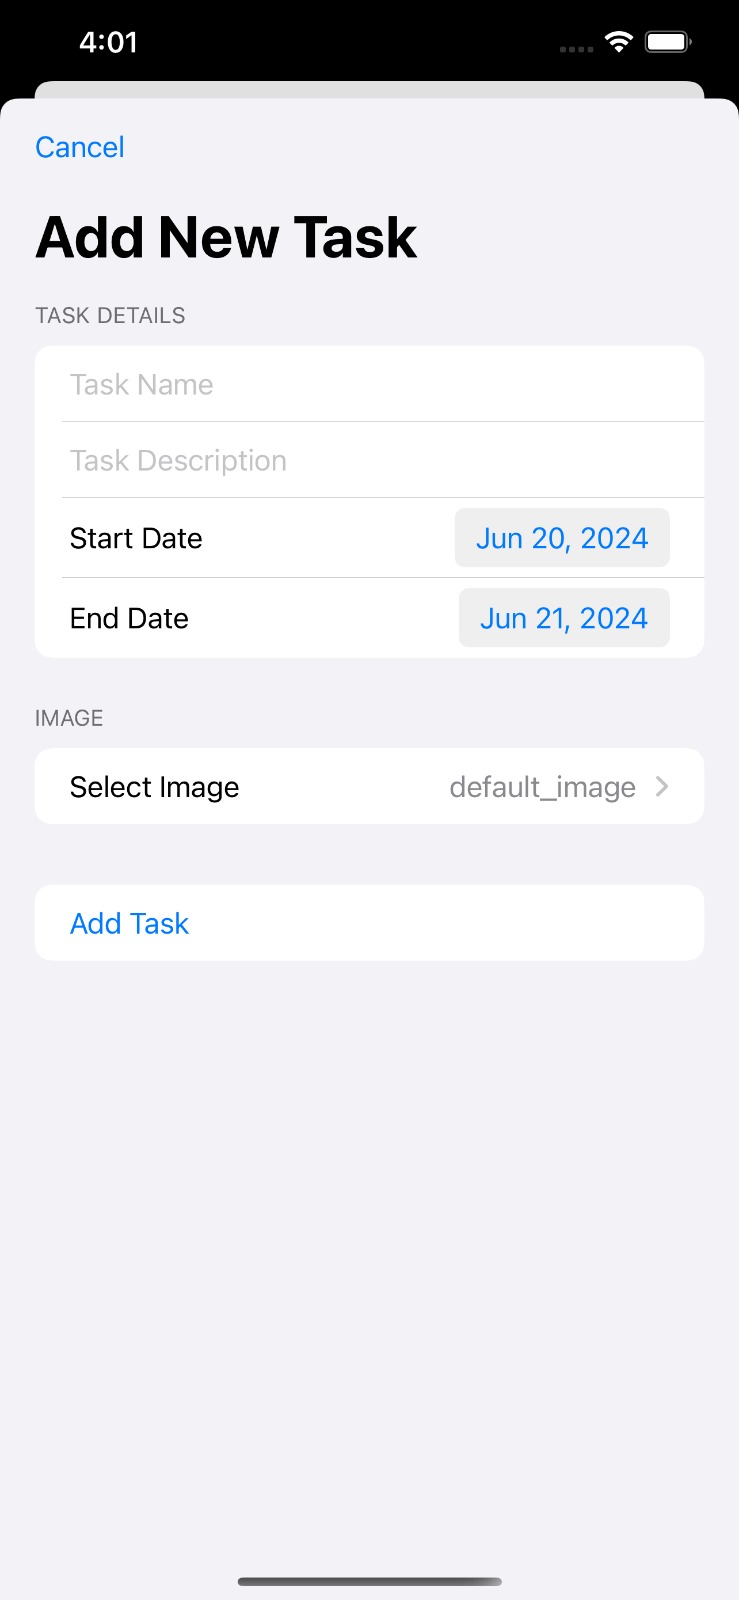 4:01
Cancel
Add New Task
TASK DETAILS
Task Name
Task Description
Start Date Jun 20, 2024
End Date Jun 21, 2024
IMAGE
Select Image default_image
Add Task